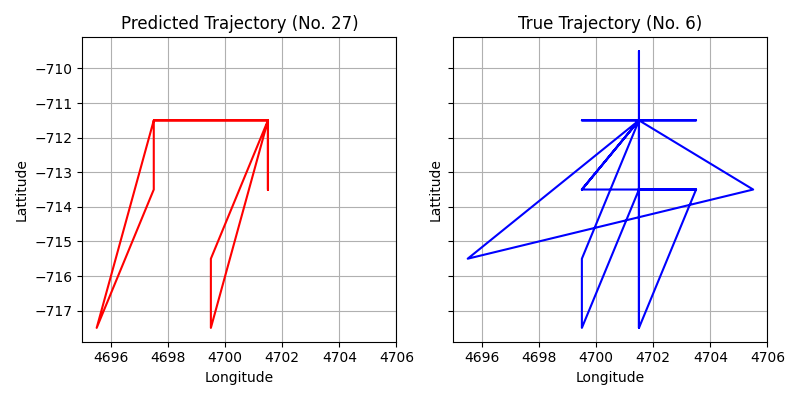 Predicted Trajectory (No. 27)
True Trajectory (No. 6)
−710
−711
−712
−713
−714
−715
−716
−717
Lattitude
Lattitude
4696 4698 4700 4702 4704 4706
4696 4698 4700 4702 4704 4706
Longitude
Longitude